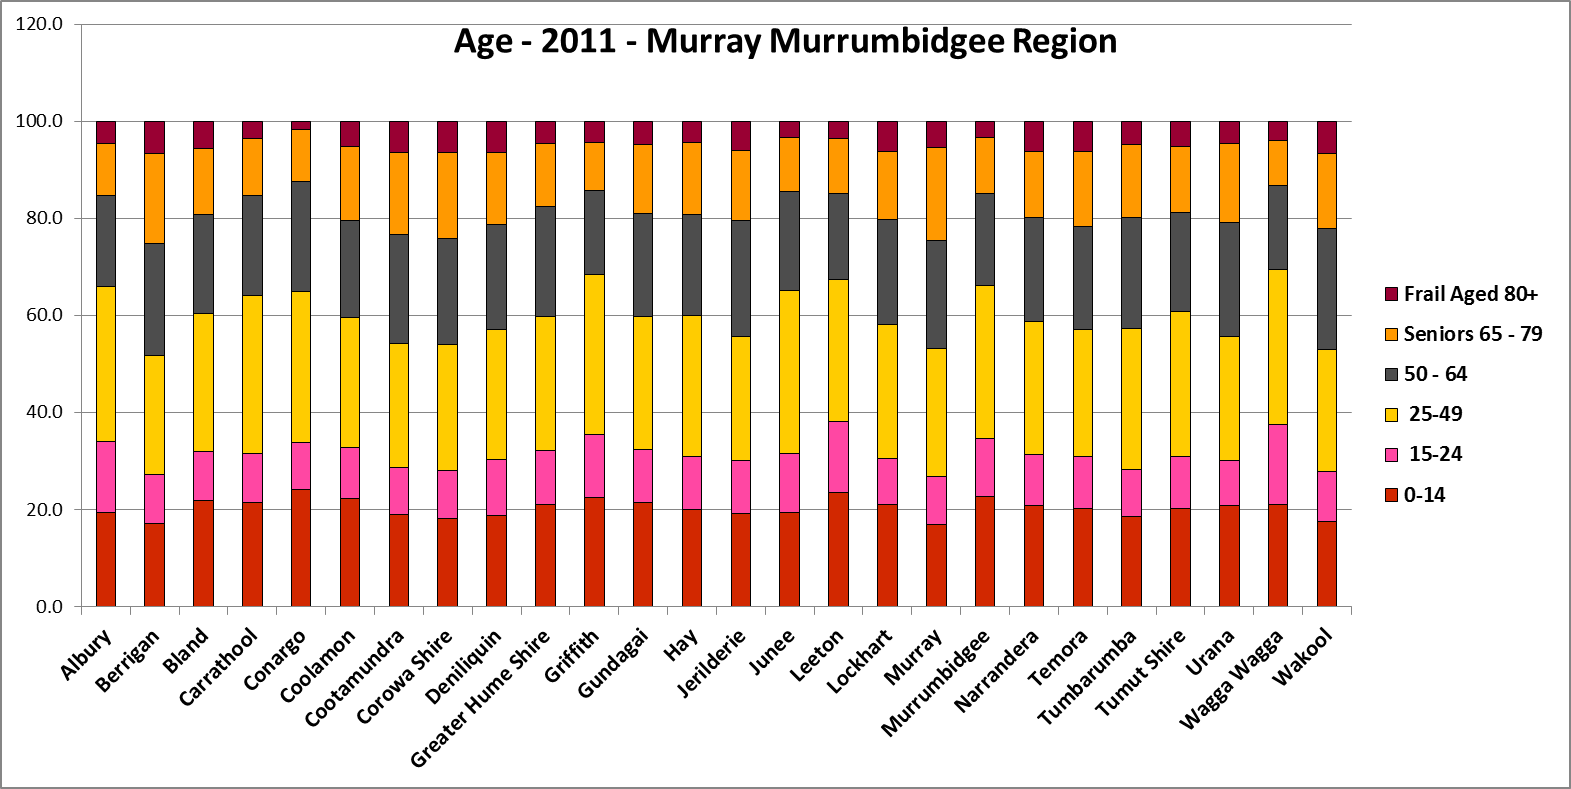 Age - 2011 - Murray Murrumbidgee Region
120.0
100.0
80.0
60.0
40.0
20.0
0.0
Albury
Berrigan
Bland
Carrathool
Conargo
Coolamon
Cootamundra
Corowa Shire
Deniliquin
Greater Hume Shire
Griffith
Gundagai
Hay
Jerilderie
Junee
Leeton
Lockhart
Murray
Murrumbidgee
Narrandera
Temora
Tumbarumba
Tumut Shire
Urana
Wagga Wagga
Wakool
Frail Aged 80+
Seniors 65 - 79
50 - 64
25-49
15-24
0-14